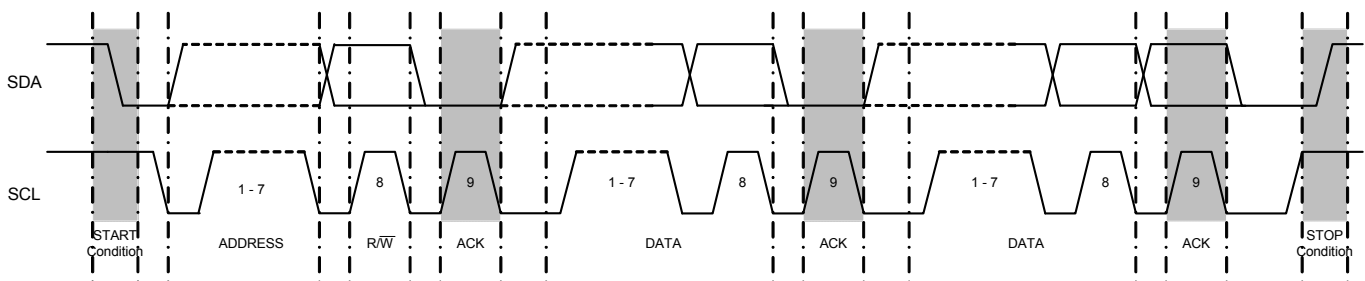 SDA
SCL
1 - 7
8
9
1 - 7
8
9
1 - 7
8
9
START
Condition
ADDRESS
R/W̅
ACK
DATA
ACK
DATA
ACK
STOP
Condition